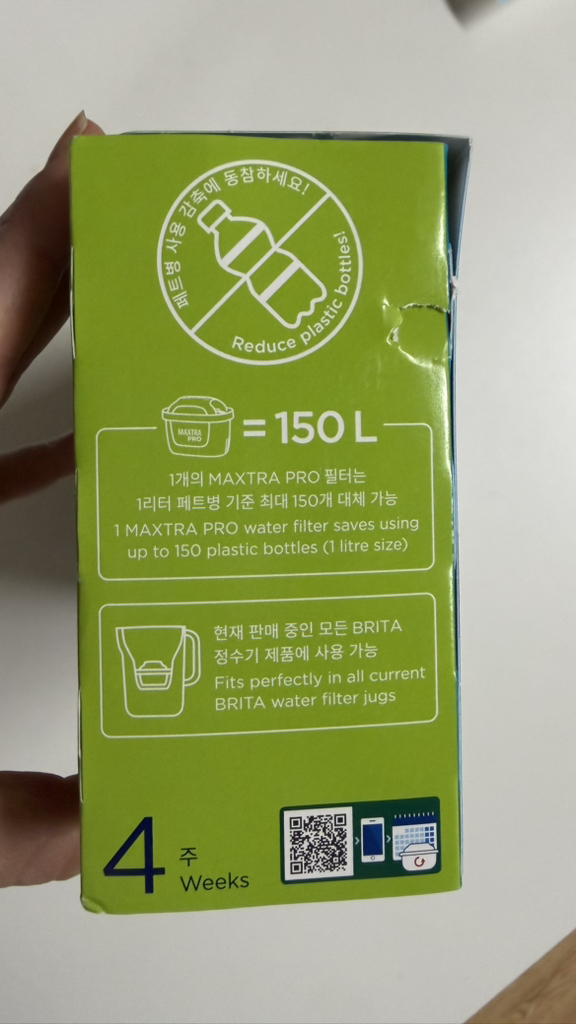 페트병 사용 감축에 동참하세요!
Reduce plastic bottles!
MAXTRA
PRO
= 150 L
1개의 MAXTRA PRO 필터는
1리터 페트병 기준 최대 150개 대체 가능
1 MAXTRA PRO water filter saves using
up to 150 plastic bottles (1 litre size)
현재 판매 중인 모든 BRITA
정수기 제품에 사용 가능
Fits perfectly in all current
BRITA water filter jugs
4 주
Weeks